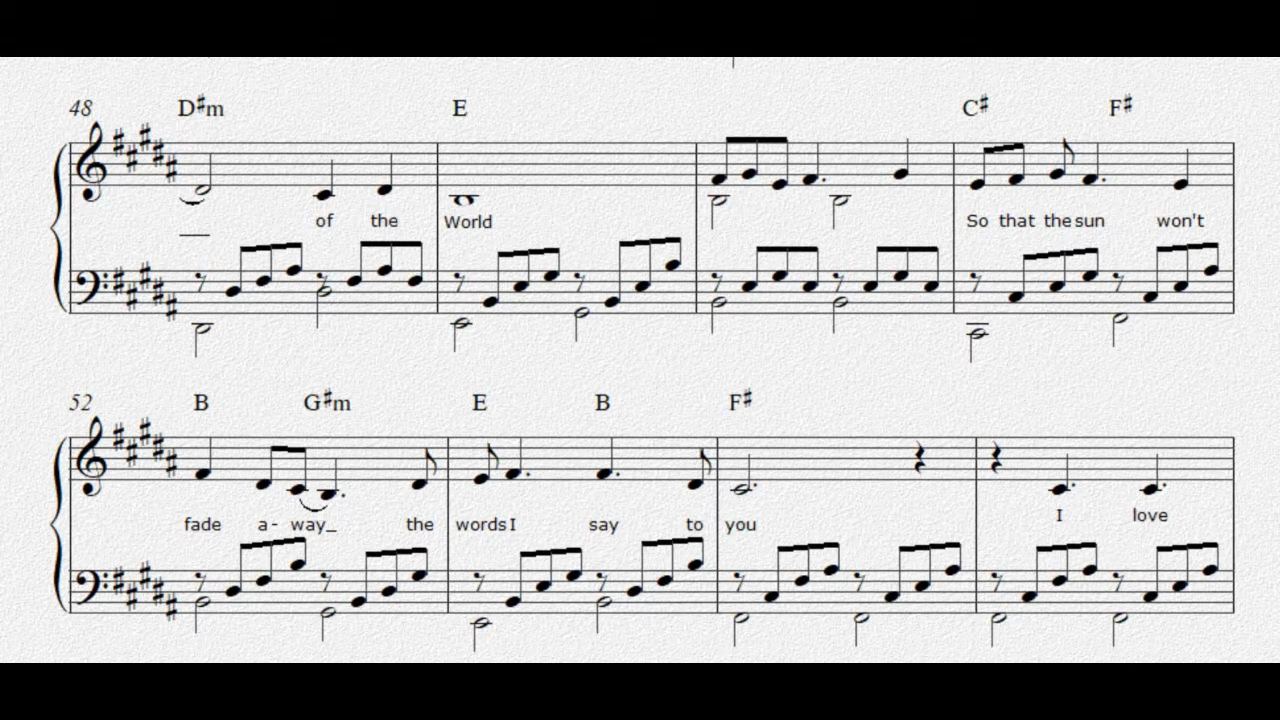 48 D♯m E C♯ F♯
of the World So that the sun won't
52 B G♯m E B F♯
fade a- way_ the words I say to you I love